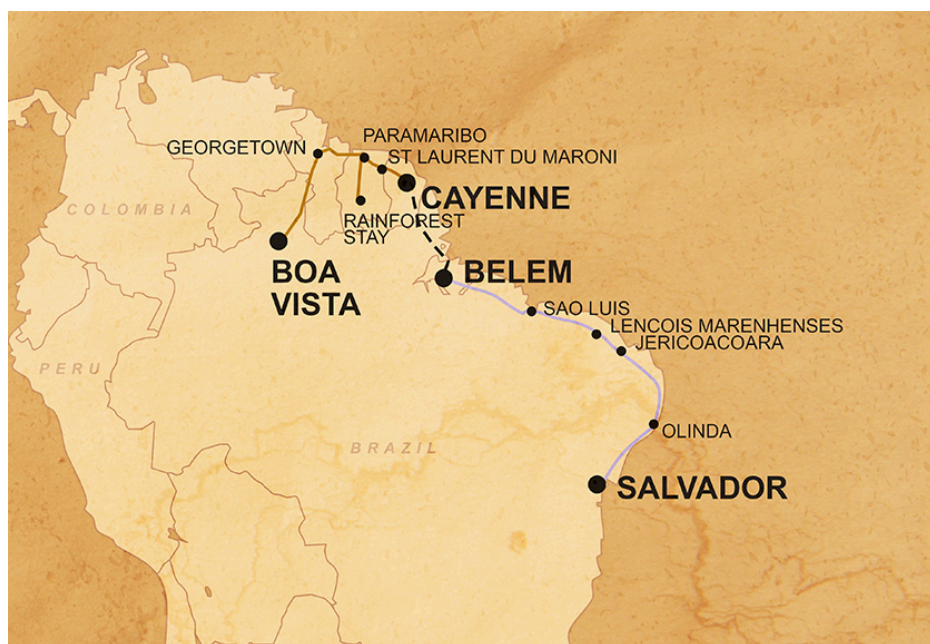 PARAMARIBO
GEORGETOWN
ST LAURENT DU MARONI
CAYENNE
COLOMBIA
RAINFOREST
STAY
BOA
VISTA
BELEM
SAO LUIS
LENCOIS MARENHENSES
JERICOACOARA
PERU
OLINDA
BRAZIL
SALVADOR